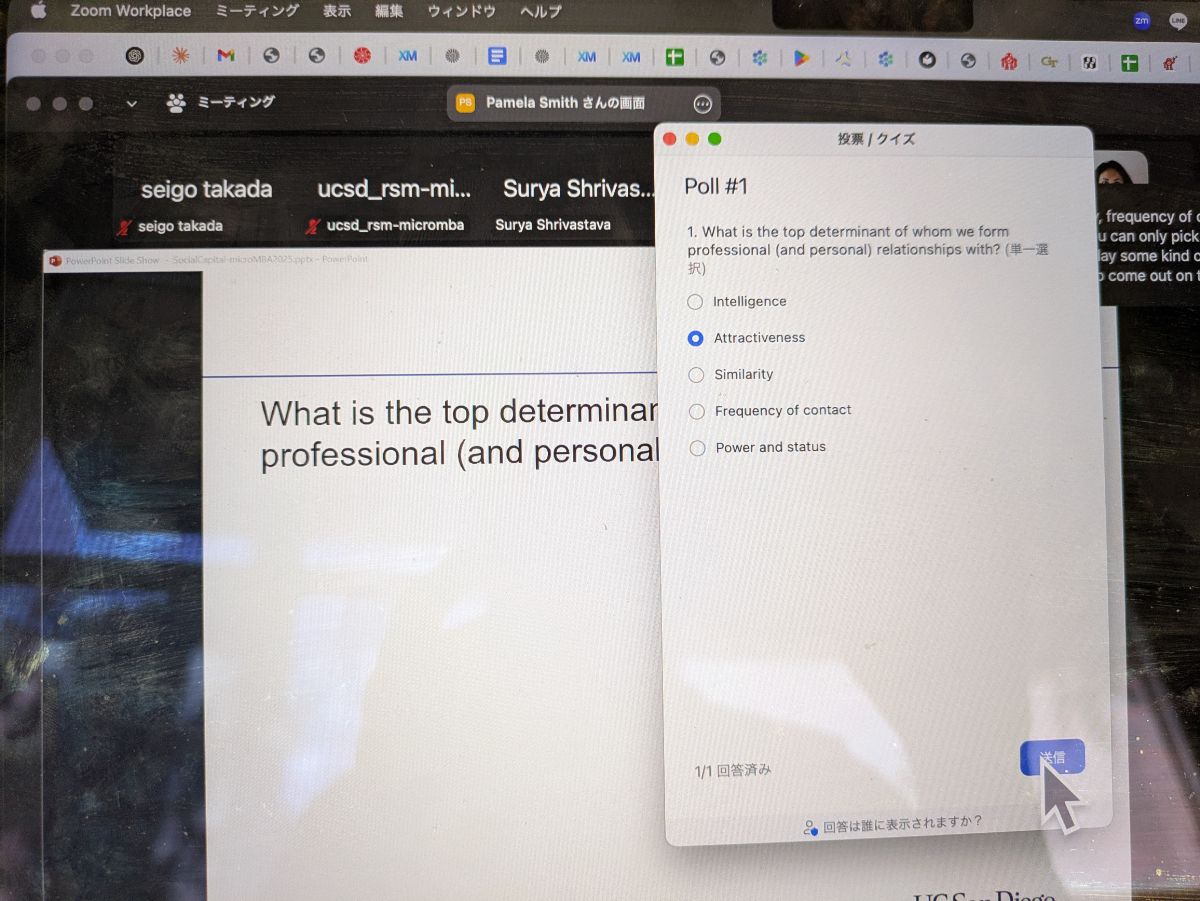 Zoom Workplace ミーティング 表示 編集 ウィンドウ ヘルプ
zm
LINE
XM
XM
XM
GT
ミーティング
PS Pamela Smith さんの画面
seigo takada
ucsd_rsm-mi...
Surya Shrivas...
seigo takada
ucsd_rsm-micromba
Surya Shrivastava
PowerPoint Slide Show - SocialCapital-microMBA2025.pptx - PowerPoint
What is the top determinan
professional (and personal
投票 / クイズ
Poll #1
1. What is the top determinant of whom we form
professional (and personal) relationships with? (単一選
択)
Intelligence
Attractiveness
Similarity
Frequency of contact
Power and status
1/1 回答済み
送信
回答は誰に表示されますか？
, frequency of
u can only pick
lay some kind
come out on
UC San Diego